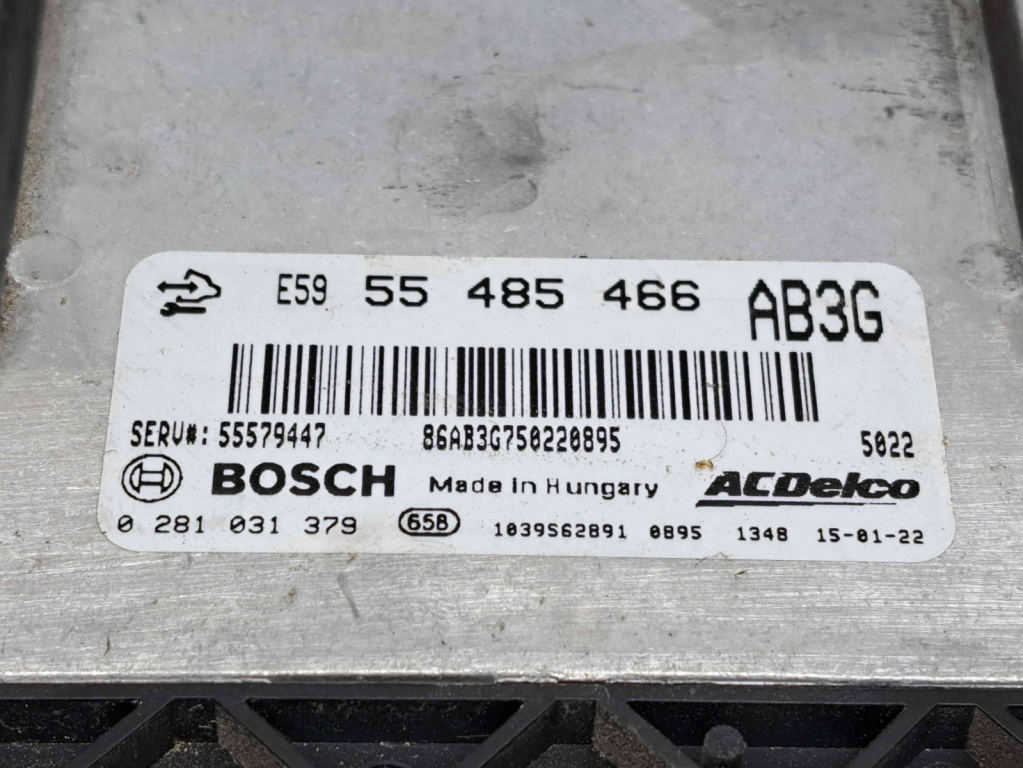 E59 55 485 466 AB3G
SERV#: 55579447 86AB3G750220895 5022
BOSCH Made in Hungary ACDelco
0 281 031 379 658 1039S62891 0895 1348 15-01-22